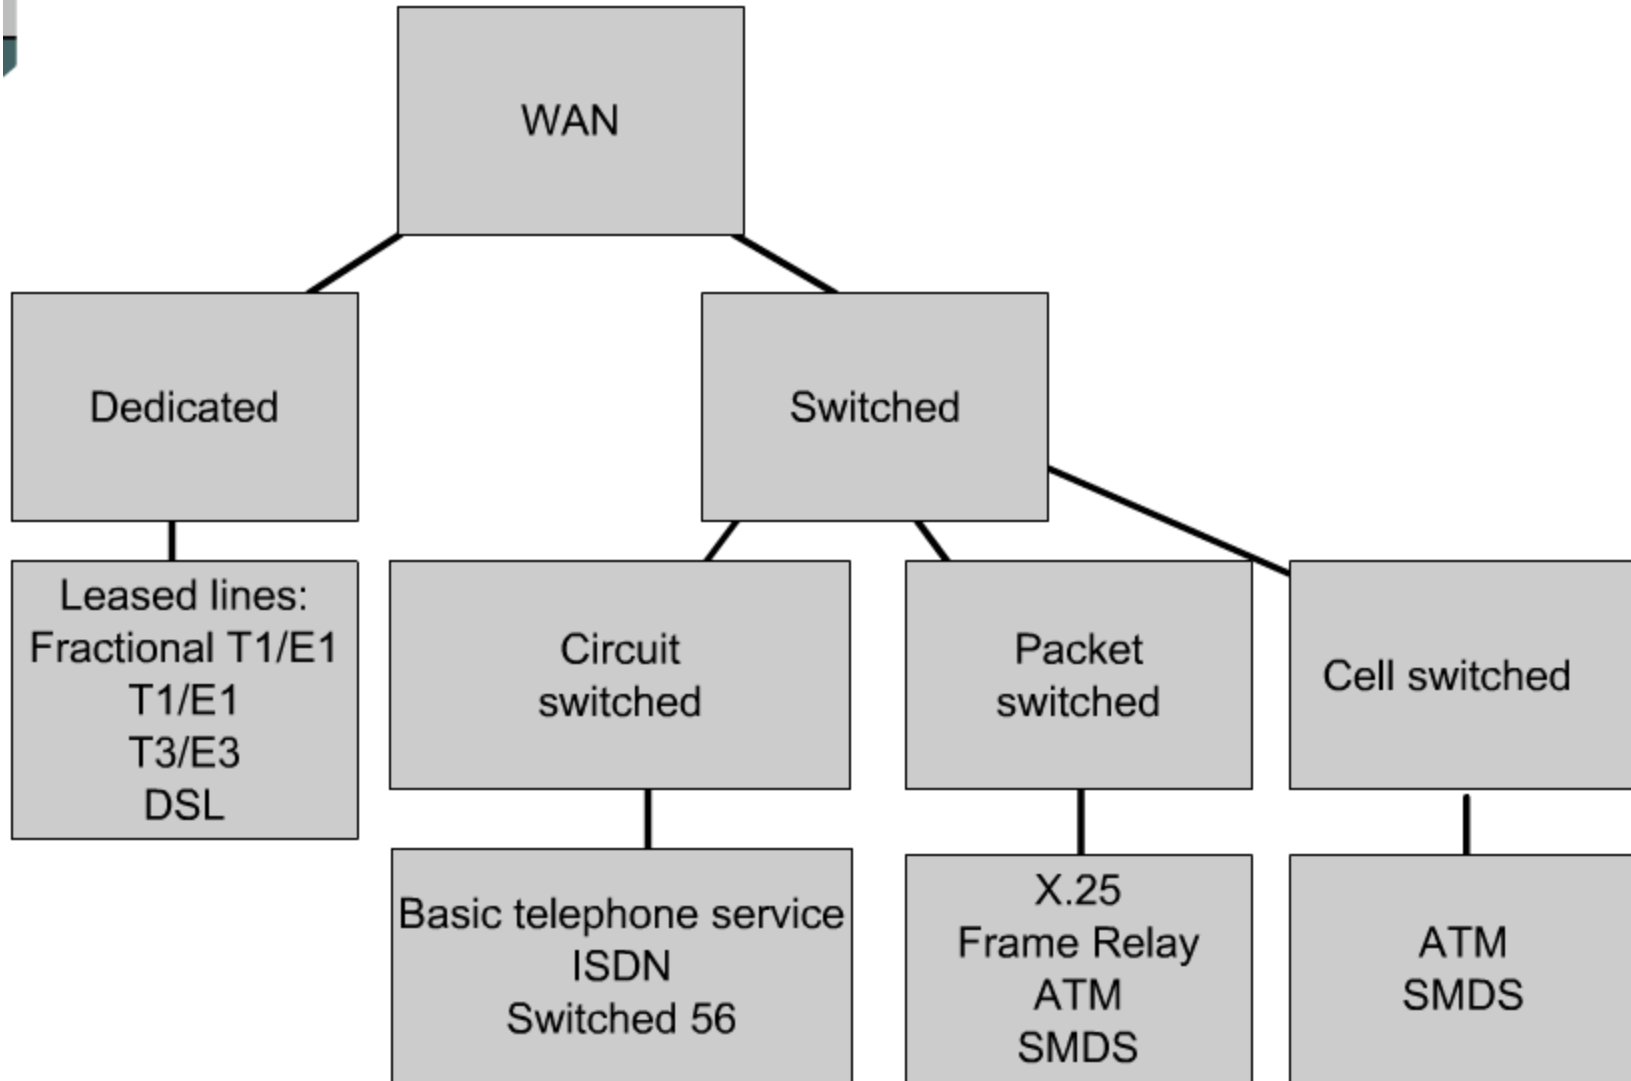 WAN
Dedicated
Switched
Leased lines:
Fractional T1/E1
T1/E1
T3/E3
DSL
Circuit
switched
Packet
switched
Cell switched
Basic telephone service
ISDN
Switched 56
X.25
Frame Relay
ATM
SMDS
ATM
SMDS